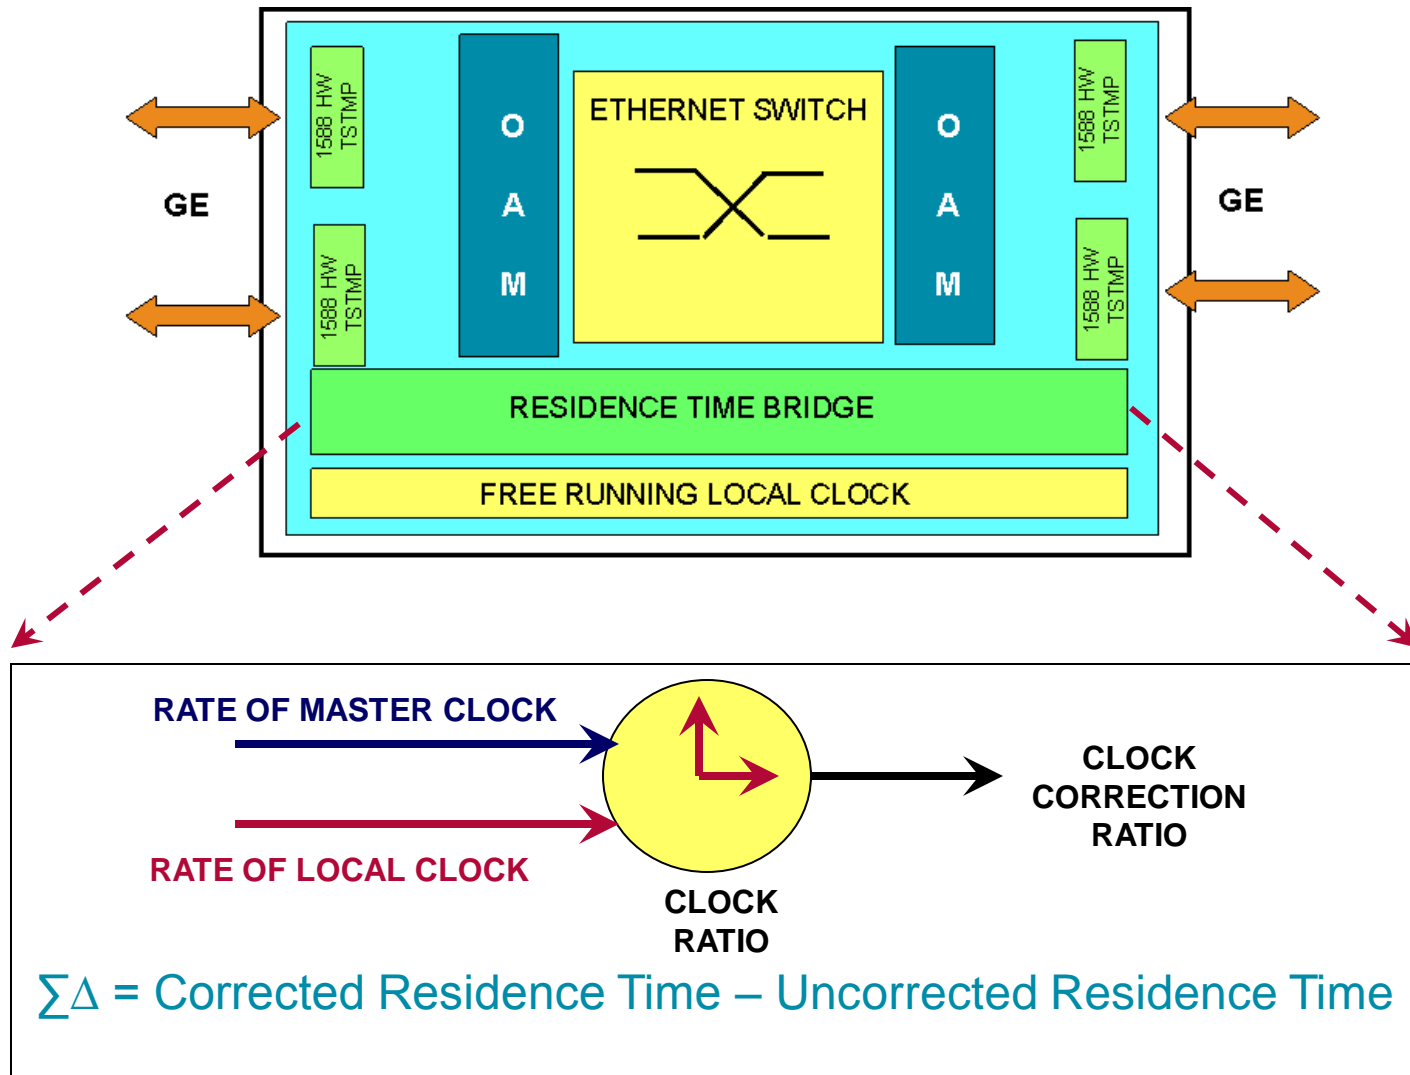 1588 HW
TSTMP
O
A
M
ETHERNET SWITCH
O
A
M
1588 HW
TSTMP
GE
GE
1588 HW
TSTMP
1588 HW
TSTMP
RESIDENCE TIME BRIDGE
FREE RUNNING LOCAL CLOCK
RATE OF MASTER CLOCK
RATE OF LOCAL CLOCK
CLOCK
RATIO
CLOCK
CORRECTION
RATIO
∑Δ = Corrected Residence Time – Uncorrected Residence Time